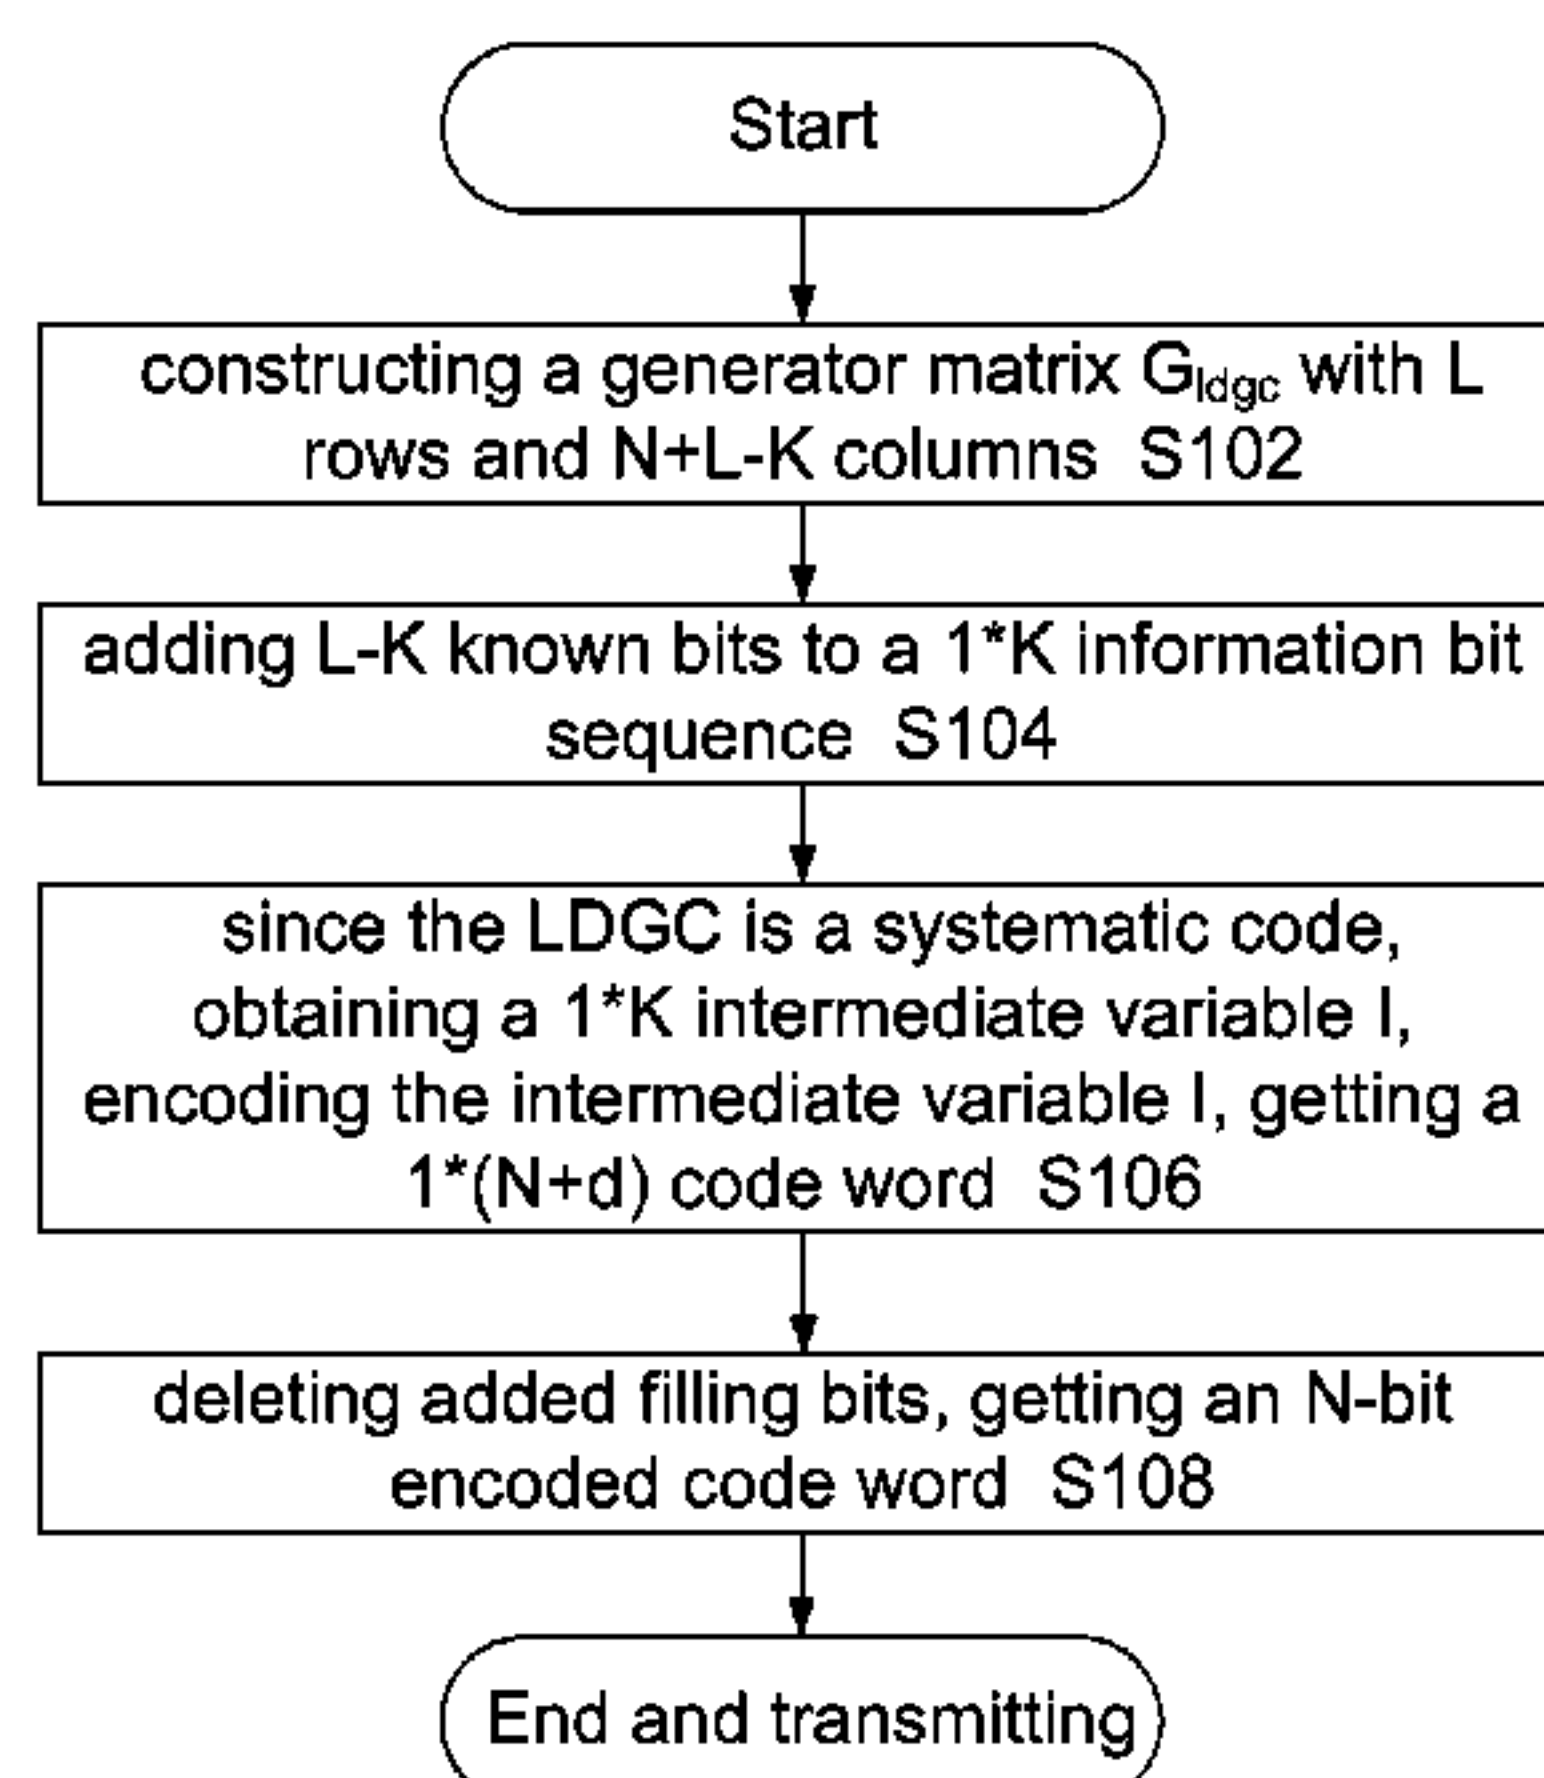 Start
constructing a generator matrix Gldgc with L
rows and N+L-K columns S102
adding L-K known bits to a 1*K information bit
sequence S104
since the LDGC is a systematic code,
obtaining a 1*K intermediate variable I,
encoding the intermediate variable I, getting a
1*(N+d) code word S106
deleting added filling bits, getting an N-bit
encoded code word S108
End and transmitting